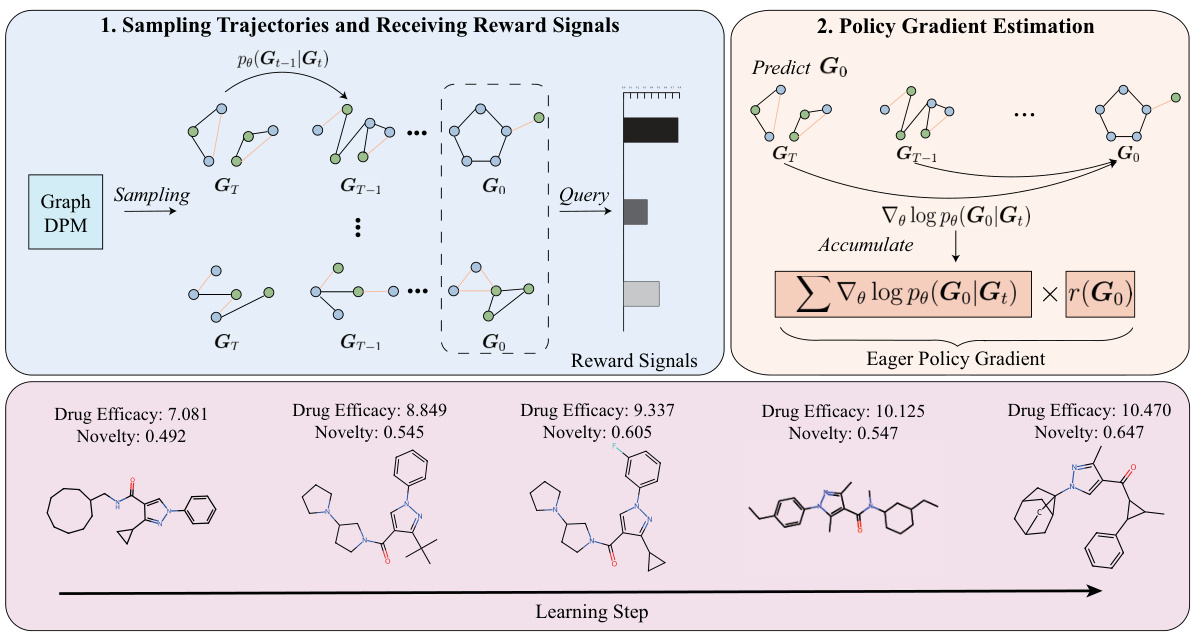 1. Sampling Trajectories and Receiving Reward Signals
p_θ(G_{t−1}|G_t)
Graph
DPM
Sampling
G_T
G_{T−1}
G_0
Query
G_T
G_{T−1}
G_0
Reward Signals
2. Policy Gradient Estimation
Predict G_0
G_T
G_{T−1}
G_0
∇_θ log p_θ(G_0|G_t)
Accumulate
∑ ∇_θ log p_θ(G_0|G_t) × r(G_0)
Eager Policy Gradient
Drug Efficacy: 7.081
Novelty: 0.492
O
N
H
N
N
Drug Efficacy: 8.849
Novelty: 0.545
N
N
N
N
O
Drug Efficacy: 9.337
Novelty: 0.605
F
N
N
N
N
O
Drug Efficacy: 10.125
Novelty: 0.547
N
N
N
O
Drug Efficacy: 10.470
Novelty: 0.647
N
N
O
C
Learning Step